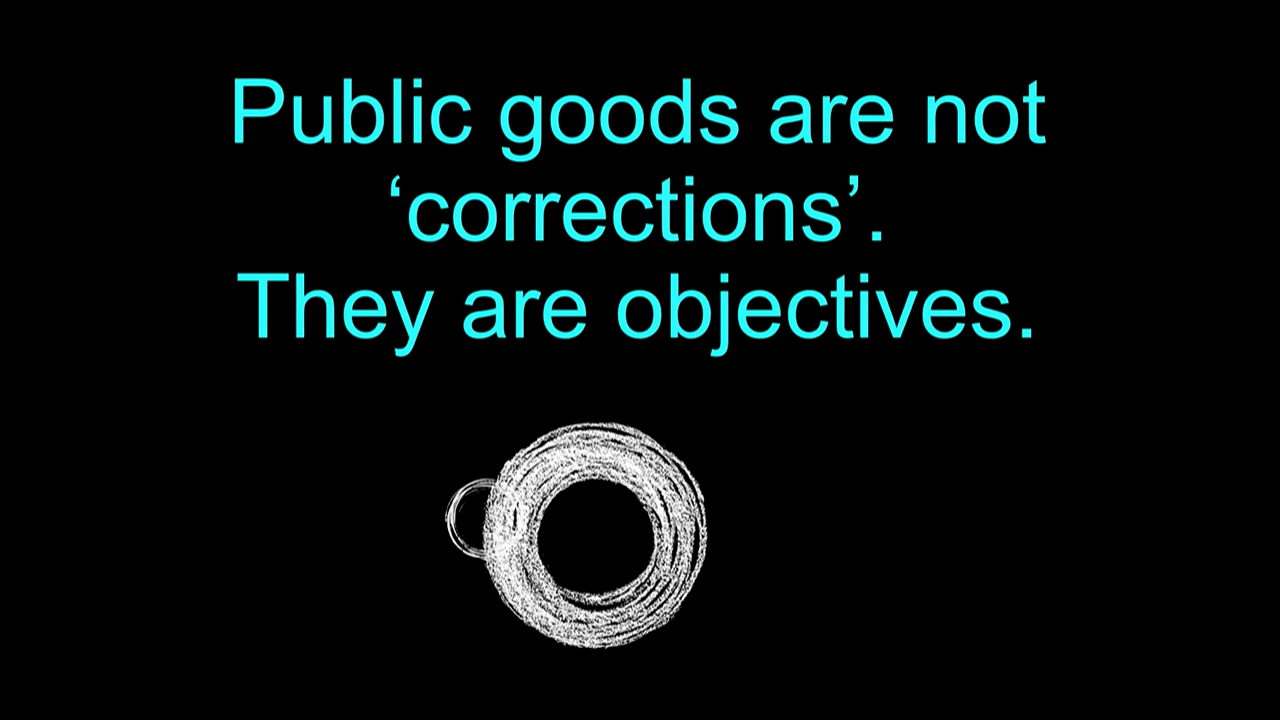 Public goods are not
‘corrections’.
They are objectives.